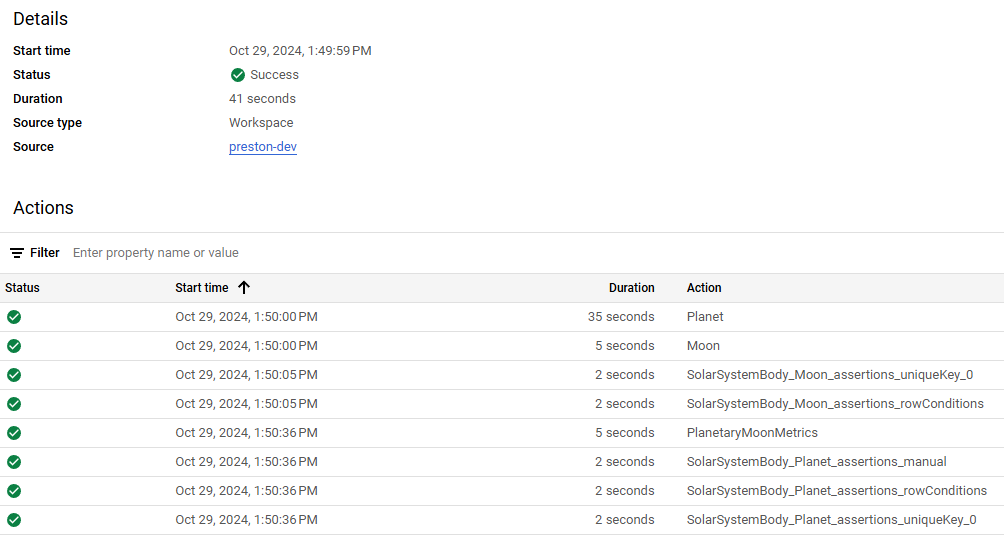 Details
Start time Oct 29, 2024, 1:49:59 PM
Status Success
Duration 41 seconds
Source type Workspace
Source preston-dev
Actions
Filter Enter property name or value
Status Start time Duration Action
Oct 29, 2024, 1:50:00 PM 35 seconds Planet
Oct 29, 2024, 1:50:00 PM 5 seconds Moon
Oct 29, 2024, 1:50:05 PM 2 seconds SolarSystemBody_Moon_assertions_uniqueKey_0
Oct 29, 2024, 1:50:05 PM 2 seconds SolarSystemBody_Moon_assertions_rowConditions
Oct 29, 2024, 1:50:36 PM 5 seconds PlanetaryMoonMetrics
Oct 29, 2024, 1:50:36 PM 2 seconds SolarSystemBody_Planet_assertions_manual
Oct 29, 2024, 1:50:36 PM 2 seconds SolarSystemBody_Planet_assertions_rowConditions
Oct 29, 2024, 1:50:36 PM 2 seconds SolarSystemBody_Planet_assertions_uniqueKey_0